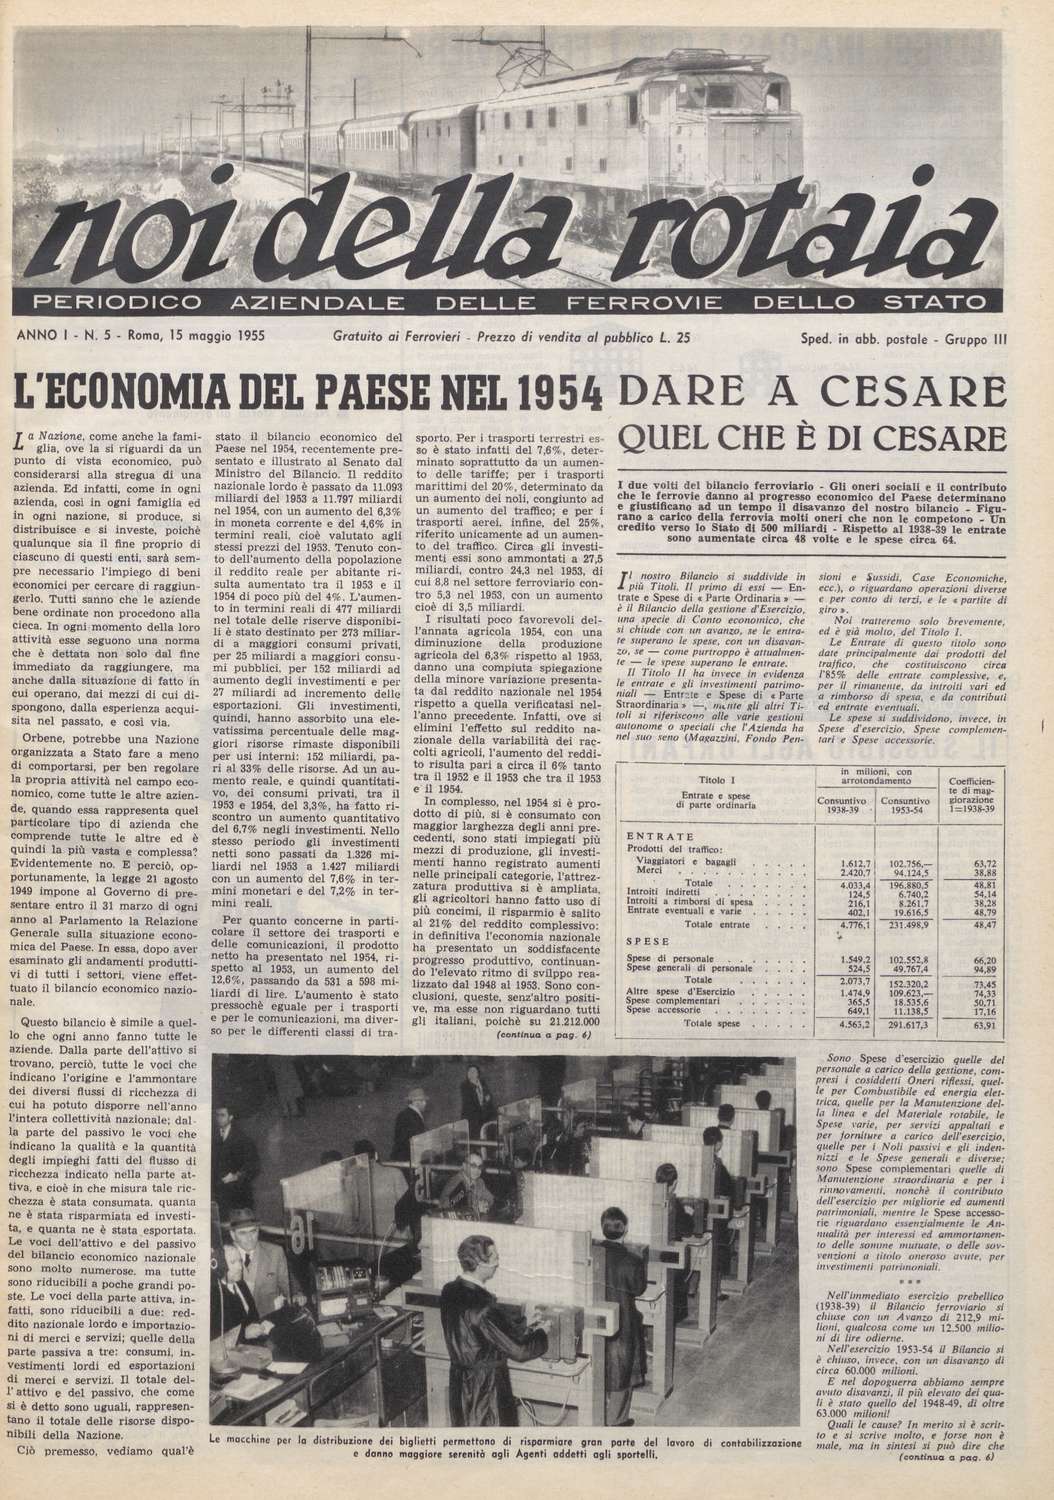 noi della rotaia
PERIODICO AZIENDALE DELLE FERROVIE DELLO STATO
ANNO I - N. 5 - Roma, 15 maggio 1955
Gratuito ai Ferrovieri - Prezzo di vendita al pubblico L. 25
Sped. in abb. postale - Gruppo III
L'ECONOMIA DEL PAESE NEL 1954
La Nazione, come anche la fami-
glia, ove la si riguardi da un
punto di vista economico, può
considerarsi alla stregua di una
azienda. Ed infatti, come in ogni
azienda, così in ogni famiglia ed
in ogni nazione, si produce, si
distribuisce e si investe, poichè
qualunque sia il fine proprio di
ciascuno di questi enti, sarà sem-
pre necessario l'impiego di beni
economici per cercare di raggiun-
gerlo. Tutti sanno che le aziende
bene ordinate non procedono alla
cieca. In ogni momento della loro
attività esse seguono una norma
che è dettata non solo dal fine
immediato da raggiungere, ma
anche dalla situazione di fatto in
cui operano, dai mezzi di cui di-
spongono, dalla esperienza acqui-
sita nel passato, e così via.
Orbene, potrebbe una Nazione
organizzata a Stato fare a meno
di comportarsi, per ben regolare
la propria attività nel campo eco-
nomico, come tutte le altre azien-
de, quando essa rappresenta quel
particolare tipo di azienda che
comprende tutte le altre ed è
quindi la più vasta e complessa?
Evidentemente no. E perciò, op-
portunamente, la legge 21 agosto
1949 impone al Governo di pre-
sentare entro il 31 marzo di ogni
anno al Parlamento la Relazione
Generale sulla situazione econo-
mica del Paese. In essa, dopo aver
esaminato gli andamenti produtti-
vi di tutti i settori, viene effet-
tuato il bilancio economico nazio-
nale.
Questo bilancio è simile a quel-
lo che ogni anno fanno tutte le
aziende. Dalla parte dell'attivo si
trovano, perciò, tutte le voci che
indicano l'origine e l'ammontare
dei diversi flussi di ricchezza di
cui ha potuto disporre nell'anno
l'intera collettività nazionale; dal-
la parte del passivo le voci che
indicano la qualità e la quantità
degli impieghi fatti del flusso di
ricchezza indicato nella parte at-
tiva, e cioè in che misura tale ric-
chezza è stata consumata, quanta
ne è stata risparmiata ed investi-
ta, e quanta ne è stata esportata.
Le voci dell'attivo e del passivo
del bilancio economico nazionale
sono molto numerose, ma tutte
sono riducibili a poche grandi po-
ste. Le voci della parte attiva, in-
fatti, sono riducibili a due: red-
dito nazionale lordo e importazio-
ni di merci e servizi; quelle della
parte passiva a tre: consumi, in-
vestimenti lordi ed esportazioni
di merci e servizi. Il totale del-
l'attivo e del passivo, che come
si è detto sono uguali, rappresen-
tano il totale delle risorse dispo-
nibili della Nazione.
Ciò premesso, vediamo qual'è
stato il bilancio economico del
Paese nel 1954, recentemente pre-
sentato e illustrato al Senato dal
Ministro del Bilancio. Il reddito
nazionale lordo è passato da 11.093
miliardi del 1953 a 11.797 miliardi
nel 1954, con un aumento del 6,3%
in moneta corrente e del 4,6% in
termini reali, cioè valutato agli
stessi prezzi del 1953. Tenuto con-
to dell'aumento della popolazione
il reddito reale per abitante ri-
sulta aumentato tra il 1953 e il
1954 di poco più del 4%. L'aumen-
to in termini reali di 477 miliardi
nel totale delle riserve disponibi-
li è stato destinato per 273 miliar-
di a maggiori consumi privati,
per 25 miliardi a maggiori consu-
mi pubblici, per 152 miliardi ad
aumento degli investimenti e per
27 miliardi ad incremento delle
esportazioni. Gli investimenti,
quindi, hanno assorbito una ele-
vatissima percentuale delle mag-
giori risorse rimaste disponibili
per usi interni: 152 miliardi, pa-
ri al 33% delle risorse. Ad un au-
mento reale, e quindi quantitati-
vo, dei consumi privati, tra il
1953 e 1954, del 3,3%, ha fatto ri-
scontro un aumento quantitativo
del 6,7% negli investimenti. Nello
stesso periodo gli investimenti
netti sono passati da 1.326 mi-
liardi nel 1953 a 1.427 miliardi
con un aumento del 7,6% in ter-
mini monetari e del 7,2% in ter-
mini reali.
Per quanto concerne in parti-
colare il settore dei trasporti e
delle comunicazioni, il prodotto
netto ha presentato nel 1954, ri-
spetto al 1953, un aumento del
12,6%, passando da 531 a 598 mi-
liardi di lire. L'aumento è stato
pressochè eguale per i trasporti
e per le comunicazioni, ma diver-
so per le differenti classi di tra-
sporto. Per i trasporti terrestri es-
so è stato infatti del 7,6%, deter-
minato soprattutto da un aumen-
to delle tariffe; per i trasporti
marittimi del 20%, determinato da
un aumento dei noli, congiunto ad
un aumento del traffico; e per i
trasporti aerei, infine, del 25%,
riferito unicamente ad un aumen-
to del traffico. Circa gli investi-
menti essi sono ammontati a 27,5
miliardi, contro 24,3 nel 1953, di
cui 8,8 nel settore ferroviario con-
tro 5,3 nel 1953, con un aumento
cioè di 3,5 miliardi.
I risultati poco favorevoli del-
l'annata agricola 1954, con una
diminuzione della produzione
agricola del 6,3% rispetto al 1953,
danno una compiuta spiegazione
della minore variazione presenta-
ta dal reddito nazionale nel 1954
rispetto a quella verificatasi nel-
l'anno precedente. Infatti, ove si
elimini l'effetto sul reddito na-
zionale della variabilità dei rac-
colti agricoli, l'aumento del reddi-
to risulta pari a circa il 6% tanto
tra il 1952 e il 1953 che tra il 1953
e il 1954.
In complesso, nel 1954 si è pro-
dotto di più, si è consumato con
maggior larghezza degli anni pre-
cedenti, sono stati impiegati più
mezzi di produzione, gli investi-
menti hanno registrato aumenti
nelle principali categorie, l'attrez-
zatura produttiva si è ampliata,
gli agricoltori hanno fatto uso di
più concimi, il risparmio è salito
al 21% del reddito complessivo:
in definitiva l'economia nazionale
ha presentato un soddisfacente
progresso produttivo, continuan-
do l'elevato ritmo di sviluppo rea-
lizzato dal 1948 al 1953. Sono con-
clusioni, queste, senz'altro positi-
ve, ma esse non riguardano tutti
gli italiani, poichè su 21.212.000
(continua a pag. 6)
DARE A CESARE
QUEL CHE È DI CESARE
I due volti del bilancio ferroviario - Gli oneri sociali e il contributo
che le ferrovie danno al progresso economico del Paese determinano
e giustificano ad un tempo il disavanzo del nostro bilancio - Figu-
rano a carico della ferrovia molti oneri che non le competono - Un
credito verso lo Stato di 500 miliardi - Rispetto al 1938-39 le entrate
sono aumentate circa 48 volte e le spese circa 64.
Il nostro Bilancio si suddivide in
più Titoli. Il primo di essi — En-
trate e Spese di « Parte Ordinaria » —
è il Bilancio della gestione d'Esercizio,
una specie di Conto economico, che
si chiude con un avanzo, se le entra-
te superano le spese, con un disavan-
zo, se — come purtroppo è attualmen-
te — le spese superano le entrate.
Il Titolo II ha invece in evidenza
le entrate e gli investimenti patrimo-
niali — Entrate e Spese di « Parte
Straordinaria » —, mente gli altri Ti-
toli si riferiscono alle varie gestioni
autonome o speciali che l'Azienda ha
nel suo seno (Magazzini, Fondo Pen-
sioni e Sussidi, Case Economiche,
ecc.), o riguardano operazioni diverse
e per conto di terzi, e le « partite di
giro ».
Noi tratteremo solo brevemente,
ed è già molto, del Titolo I.
Le Entrate di questo titolo sono
date principalmente dai prodotti del
traffico, che costituiscono circa
l'85% delle entrate complessive, e,
per il rimanente, da introiti vari ed
a rimborso di spesa, e da contributi
ed entrate eventuali.
Le spese si suddividono, invece, in
Spese d'esercizio, Spese complemen-
tari e Spese accessorie.
Titolo I
Entrate e spese
di parte ordinaria
in milioni, con
arrotondamento
Consuntivo
1938-39
Consuntivo
1953-54
Coefficien-
te di mag-
giorazione
1=1938-39
ENTRATE
Prodotti del traffico:
Viaggiatori e bagagli . . . . 1.612,7 102.756,— 63,72
Merci . . . . . 2.420,7 94.124,5 38,88
Totale . . . . . 4.033,4 196.880,5 48,81
Introiti indiretti . . . . . 124,5 6.740,2 54,14
Introiti a rimborsi di spesa . . . . 216,1 8.261,7 38,28
Entrate eventuali e varie . . . . 402,1 19.616,5 48,79
Totale entrate . . . . 4.776,1 231.498,9 48,47
SPESE
Spese di personale . . . . . 1.549,2 102.552,8 66,20
Spese generali di personale . . . . 524,5 49.767,4 94,89
Totale . . . . . 2.073,7 152.320,2 73,45
Altre spese d'Esercizio . . . . 1.474,9 109.623,— 74,33
Spese complementari . . . . 365,5 18.535,6 50,71
Spese accessorie . . . . . 649,1 11.138,5 17,16
Totale spese . . . . 4.563,2 291.617,3 63,91
Sono Spese d'esercizio quelle del
personale a carico della gestione, com-
presi i cosiddetti Oneri riflessi, quel-
le per Combustibile ed energia elet-
trica, quelle per la Manutenzione del-
la linea e del Materiale rotabile, le
Spese varie, per servizi appaltati e
per forniture a carico dell'esercizio,
quelle per i Noli passivi e gli inden-
nizzi e le Spese generali e diverse;
sono Spese complementari quelle di
Manutenzione straordinaria e per i
rinnovamenti, nonchè il contributo
dell'esercizio per migliorie ed aumenti
patrimoniali, mentre le Spese accesso-
rie riguardano essenzialmente le An-
nualità per interessi ed ammortamen-
to delle somme mutuate, o delle sov-
venzioni a titolo oneroso avute, per
investimenti patrimoniali.
* * *
Nell'immediato esercizio prebellico
(1938-39) il Bilancio ferroviario si
chiuse con un Avanzo di 212,9 mi-
lioni, qualcosa come un 12.500 milio-
ni di lire odierne.
Nell'esercizio 1953-54 il Bilancio si
è chiuso, invece, con un disavanzo di
circa 60.000 milioni.
E nel dopoguerra abbiamo sempre
avuto disavanzi, il più elevato dei qua-
li è stato quello del 1948-49, di oltre
63.000 milioni!
Quali le cause? In merito si è scrit-
to e si scrive molto, e forse non è
male, ma in sintesi si può dire che
(continua a pag. 6)
16
Le macchine per la distribuzione dei biglietti permettono di risparmiare gran parte del lavoro di contabilizzazione
e danno maggiore serenità agli Agenti addetti agli sportelli.